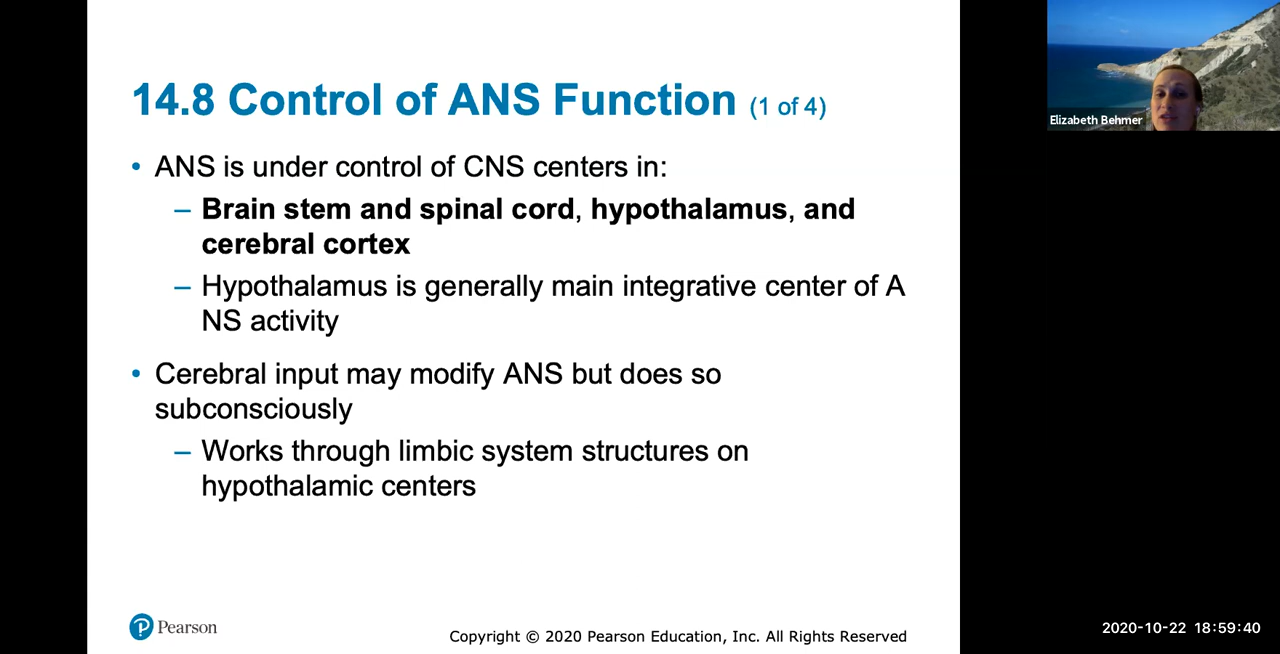 14.8 Control of ANS Function (1 of 4)
• ANS is under control of CNS centers in:
– Brain stem and spinal cord, hypothalamus, and
cerebral cortex
– Hypothalamus is generally main integrative center of A
NS activity
• Cerebral input may modify ANS but does so
subconsciously
– Works through limbic system structures on
hypothalamic centers
P Pearson
Copyright © 2020 Pearson Education, Inc. All Rights Reserved
Elizabeth Behmer
2020-10-22 18:59:40